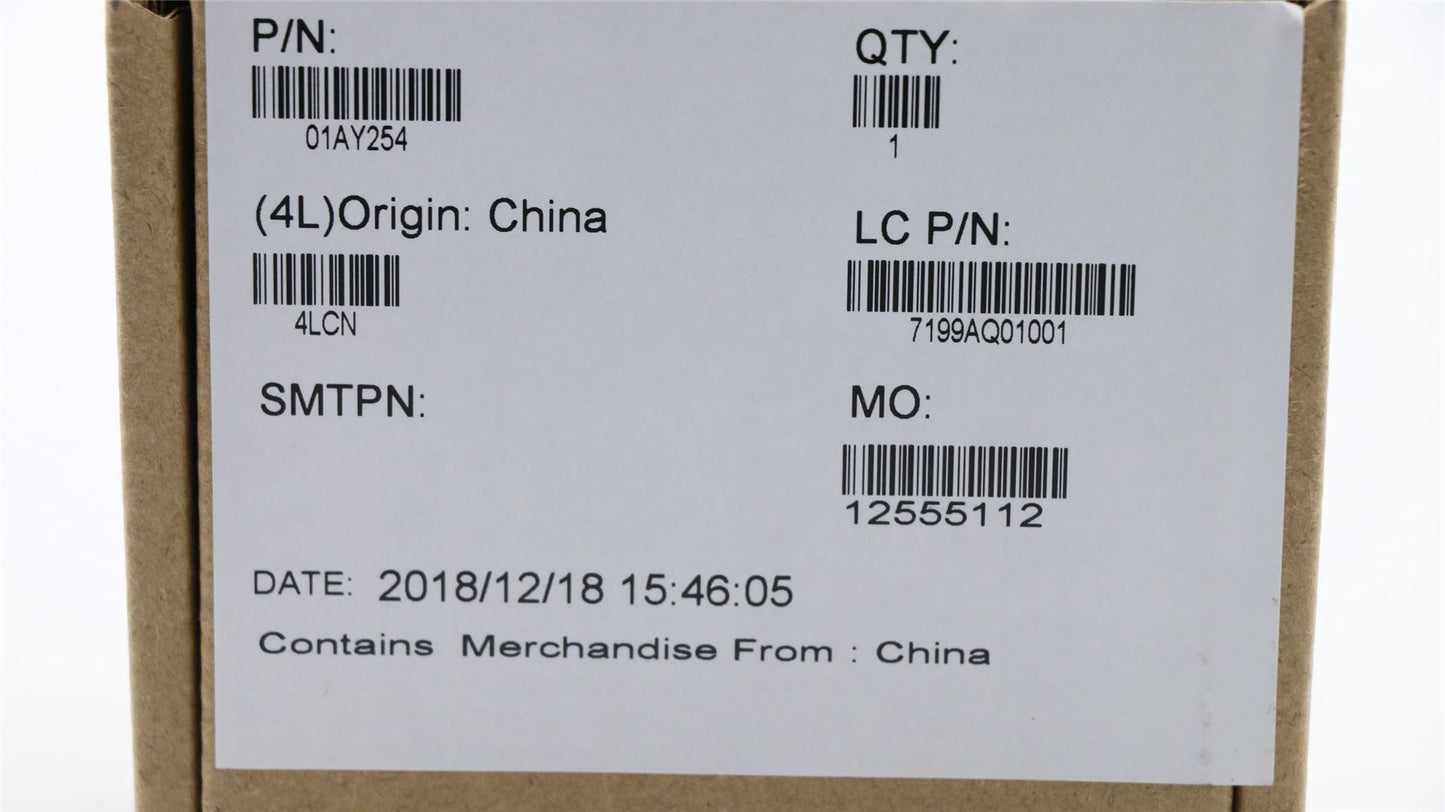 P/N:
01AY254
QTY:
1
(4L)Origin: China
4LCN
LC P/N:
7199AQ01001
SMTPN:
MO:
12555112
DATE: 2018/12/18 15:46:05
Contains Merchandise From : China